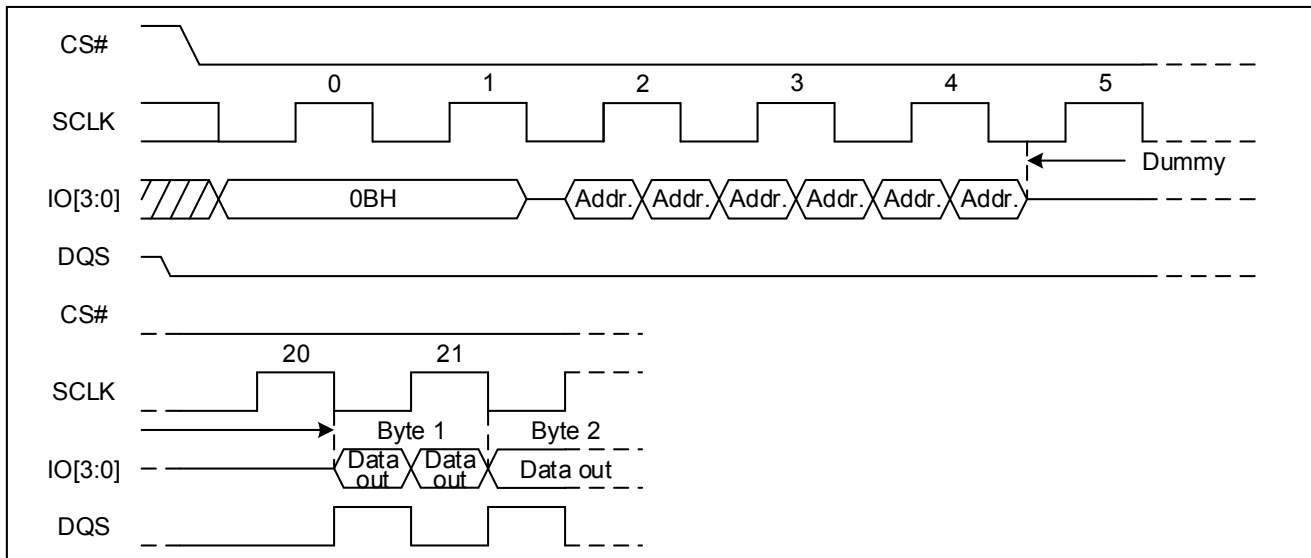 CS#
0 1 2 3 4 5
SCLK
Dummy
IO[3:0] 0BH Addr. Addr. Addr. Addr. Addr. Addr.
DQS
CS#
20 21
SCLK
Byte 1 Byte 2
IO[3:0] Data out Data out Data out
DQS